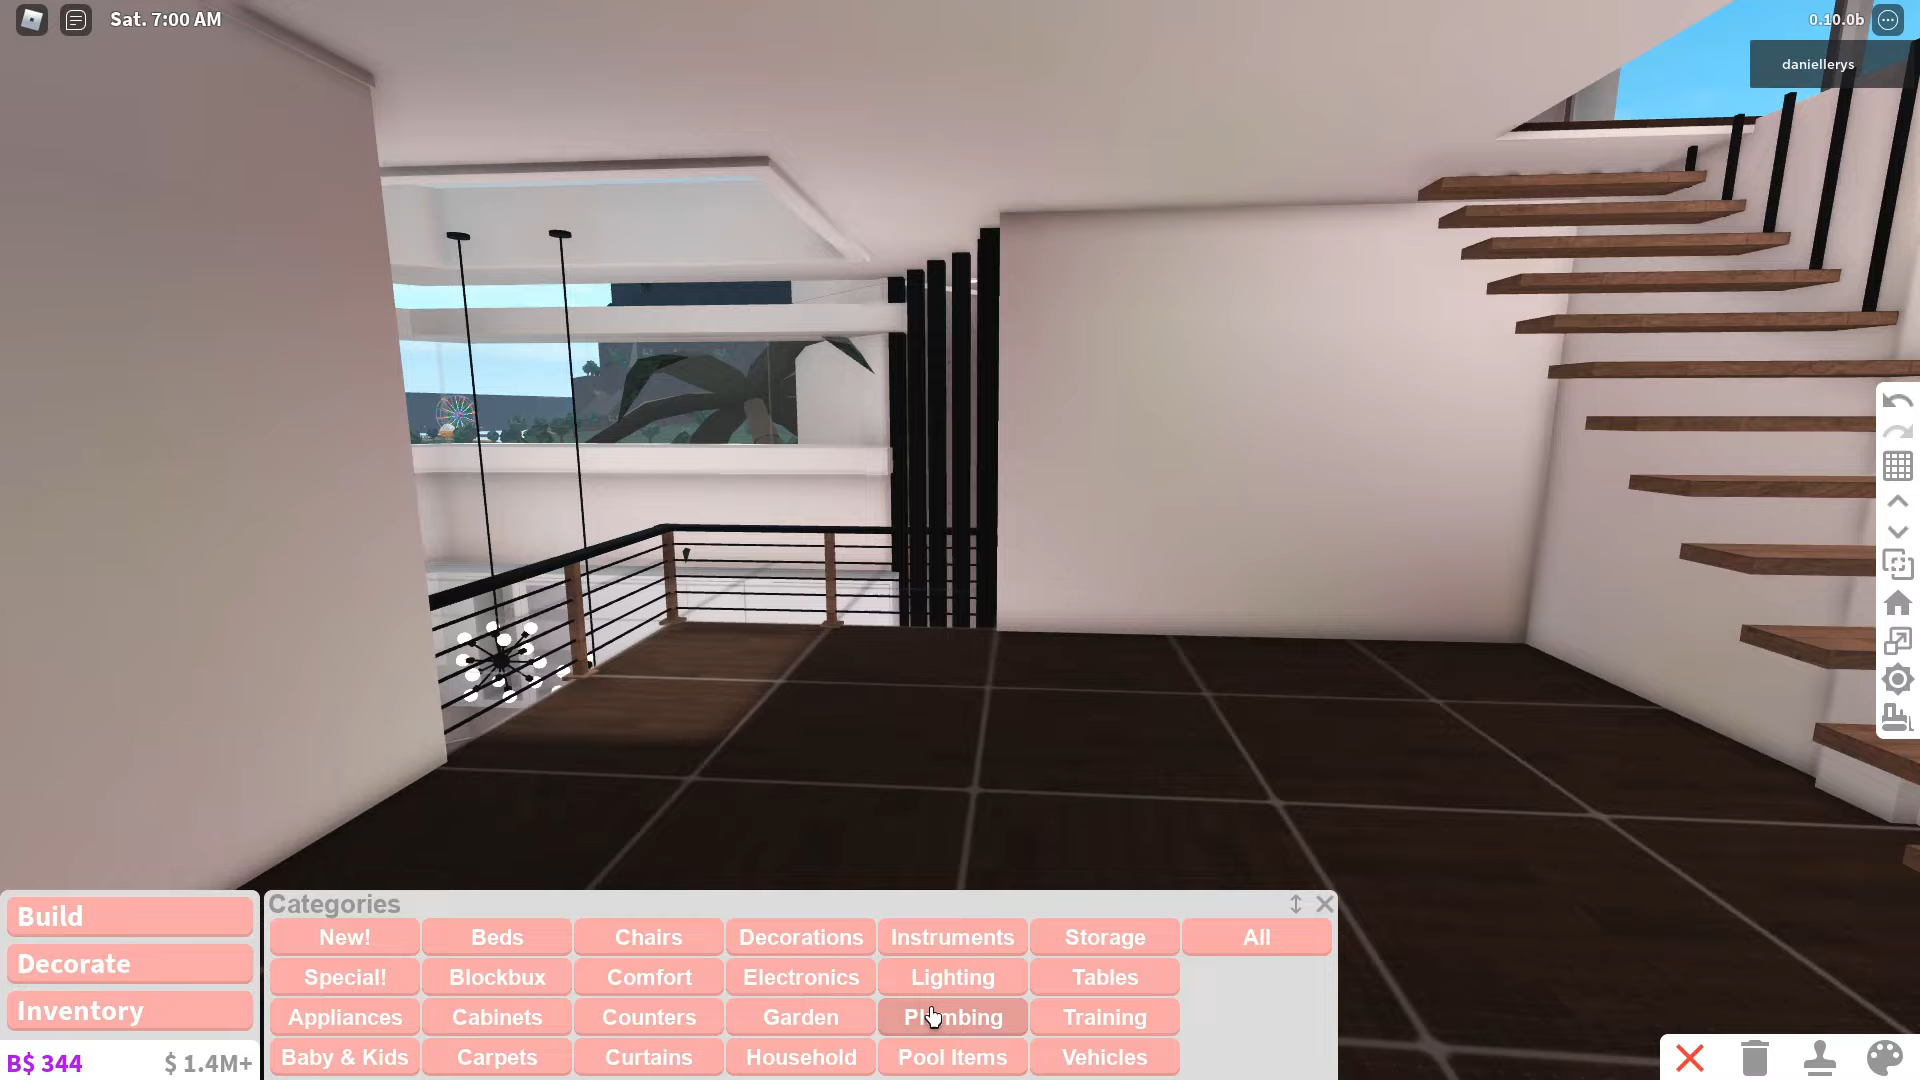 Sat. 7:00 AM
0.10.0b
daniellerys
Build
Decorate
Inventory
B$ 344
$ 1.4M+
Categories
New! Beds Chairs Decorations Instruments Storage All
Special! Blockbux Comfort Electronics Lighting Tables
Appliances Cabinets Counters Garden Plumbing Training
Baby & Kids Carpets Curtains Household Pool Items Vehicles